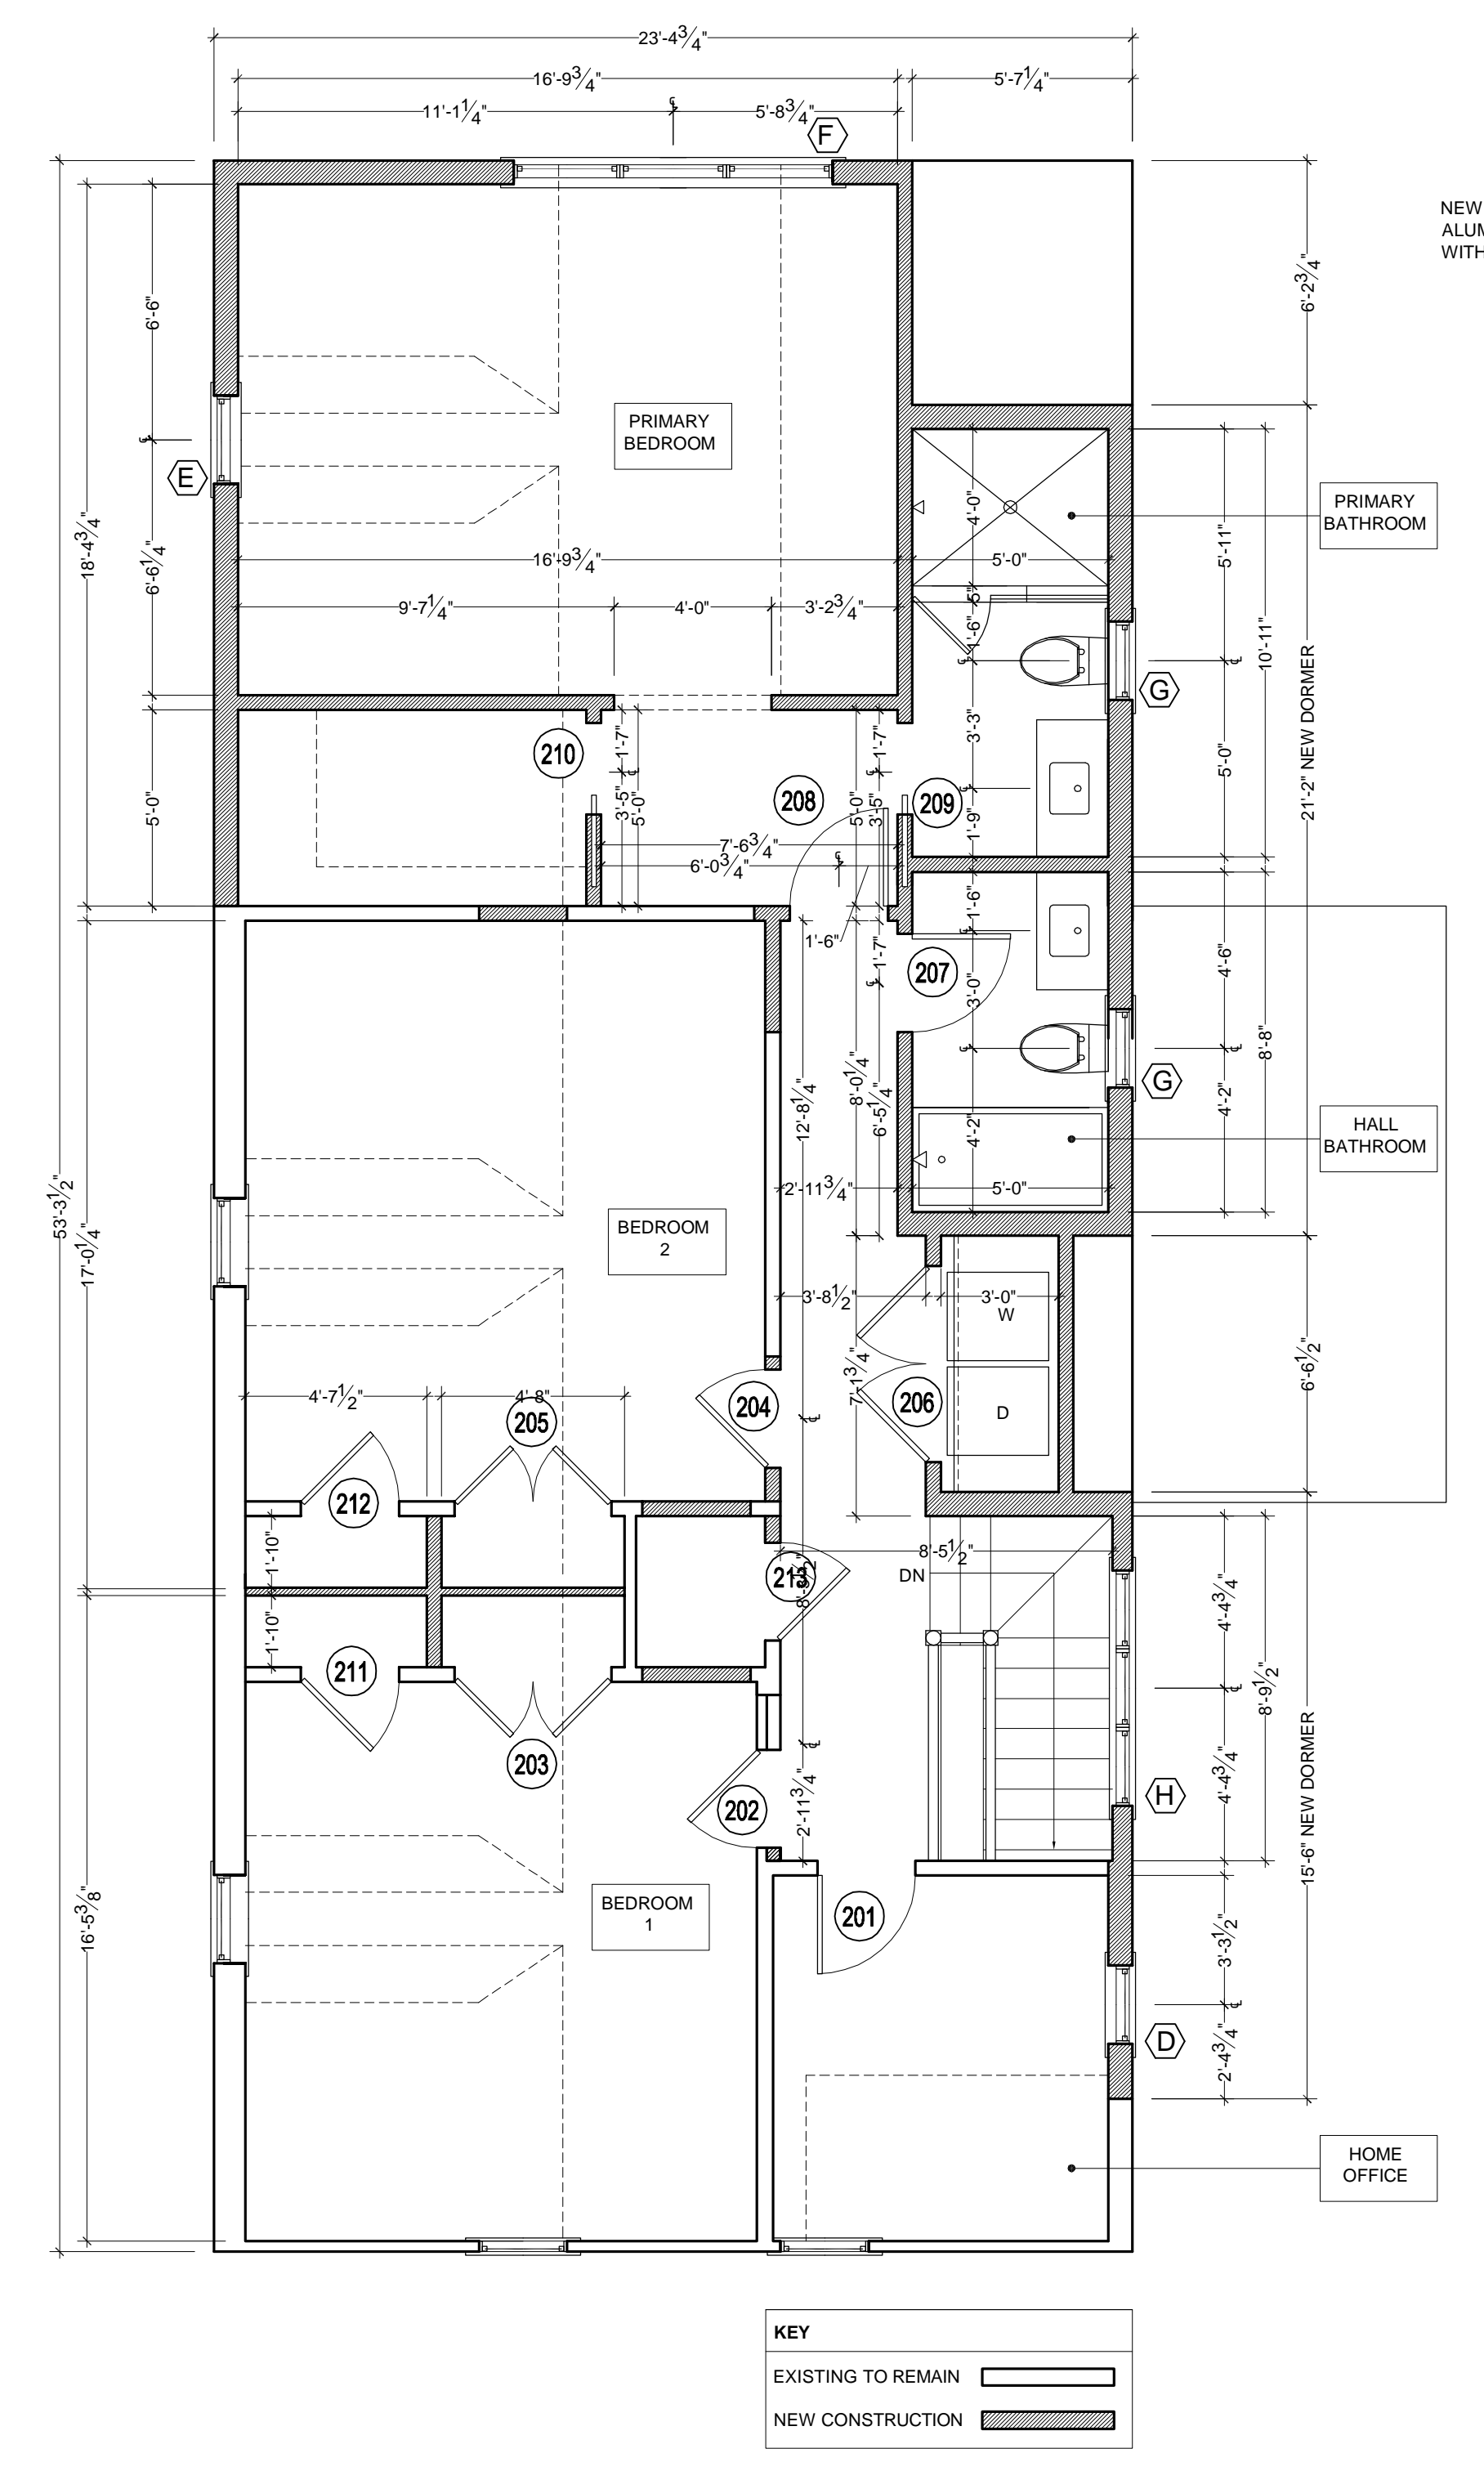 23'-4 3/4"
16'-9 3/4"
5'-7 1/4"
11'-1 1/4"
5'-8 3/4"
F
NEW
ALUM
WITH
6'-2 3/4"
6'-6"
PRIMARY
BEDROOM
E
PRIMARY
BATHROOM
4'-0"
5'-11"
18'-4 3/4"
6'-6 1/4"
16'-9 3/4"
5'-0"
9'-7 1/4"
4'-0"
3'-2 3/4"
5"
1'-6"
10'-11"
G
21'-2" NEW DORMER
3'-3"
210
1'-7"
1'-7"
5'-0"
208
209
5'-0"
3'-5"
5'-0"
5'-0"
3'-5"
1'-9"
7'-6 3/4"
6'-0 3/4"
1'-6"
1'-6"
1'-7"
207
4'-6"
3'-0"
8'-8"
G
12'-8 1/4"
8'-0 1/4"
6'-5 1/4"
4'-2"
4'-2"
HALL
BATHROOM
2'-11 3/4"
5'-0"
53'-3 1/2"
17'-0 1/4"
BEDROOM
2
3'-8 1/2"
3'-0"
W
7'-1 3/4"
6'-6 1/2"
4'-7 1/2"
4'-8"
205
204
206
D
212
1'-10"
8'-5 1/2"
DN
213
8'-8 1/2"
4'-4 3/4"
1'-10"
211
8'-9 1/2"
203
202
2'-11 3/4"
4'-4 3/4"
H
15'-6" NEW DORMER
BEDROOM
1
201
16'-5 3/8"
3'-3 1/2"
D
2'-4 3/4"
HOME
OFFICE
KEY
EXISTING TO REMAIN
NEW CONSTRUCTION